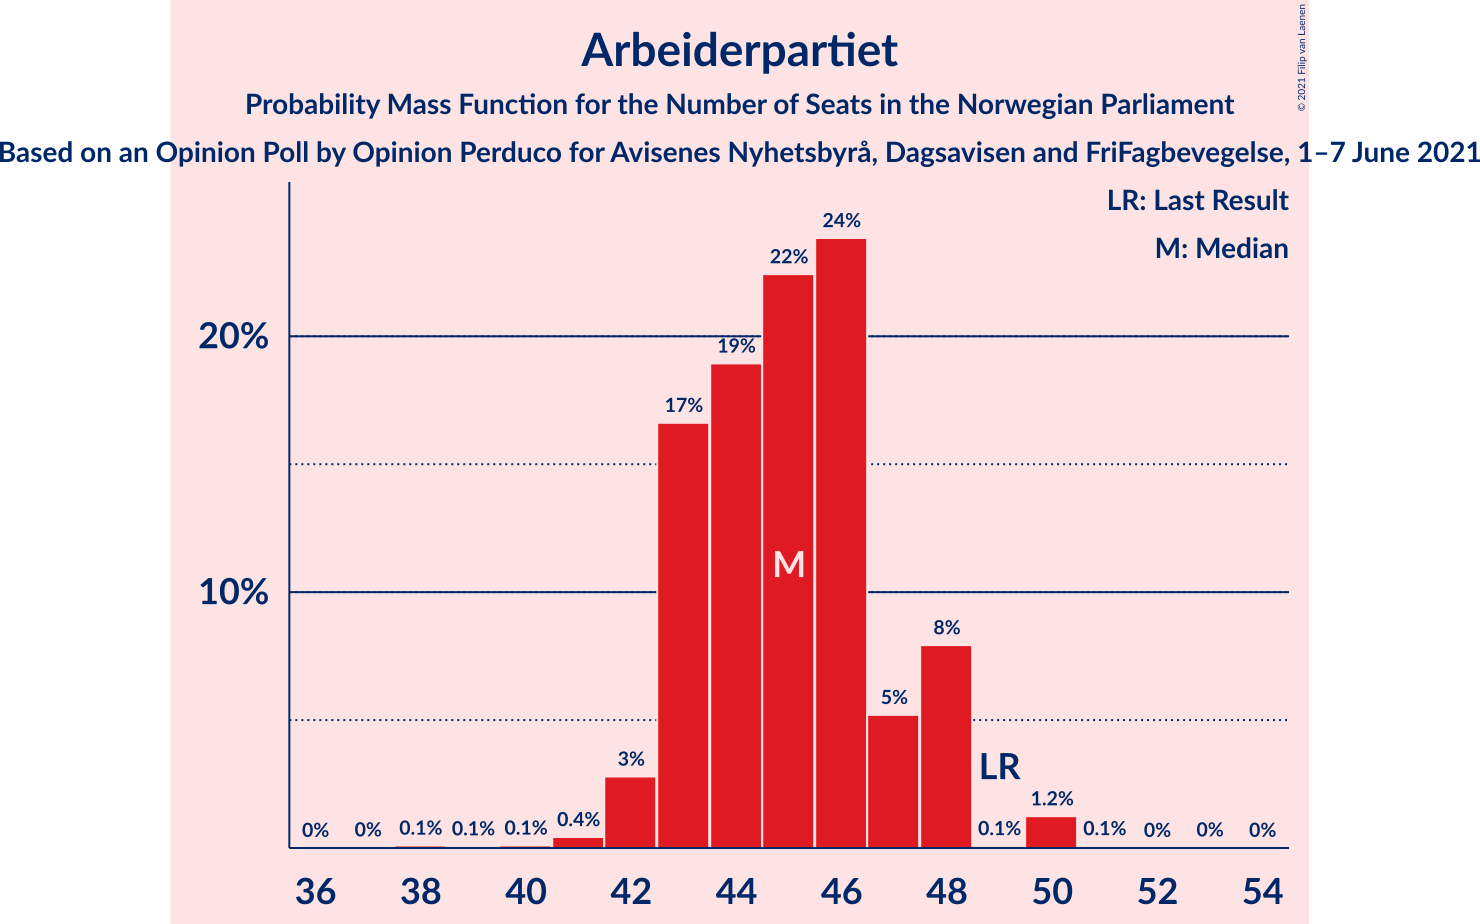 Arbeiderpartiet
Probability Mass Function for the Number of Seats in the Norwegian Parliament
Based on an Opinion Poll by Opinion Perduco for Avisenes Nyhetsbyrå, Dagsavisen and FriFagbevegelse, 1–7 June 2021
© 2021 Filip van Laenen
LR: Last Result
M: Median
20%
10%
0% 0% 0.1% 0.1% 0.1% 0.4% 3% 17% 19% 22% 24% 5% 8% 0.1% 1.2% 0.1% 0% 0% 0%
M
LR
36 38 40 42 44 46 48 50 52 54